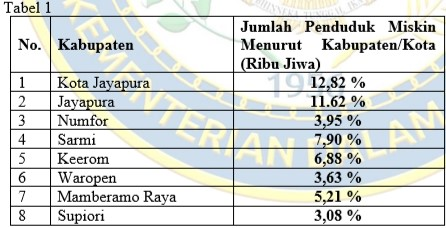 Tabel 1
No. Kabupaten Jumlah Penduduk Miskin
Menurut Kabupaten/Kota
(Ribu Jiwa)
1 Kota Jayapura 12,82 %
2 Jayapura 11.62 %
3 Numfor 3,95 %
4 Sarmi 7,90 %
5 Keerom 6,88 %
6 Waropen 3,63 %
7 Mamberamo Raya 5,21 %
8 Supiori 3,08 %